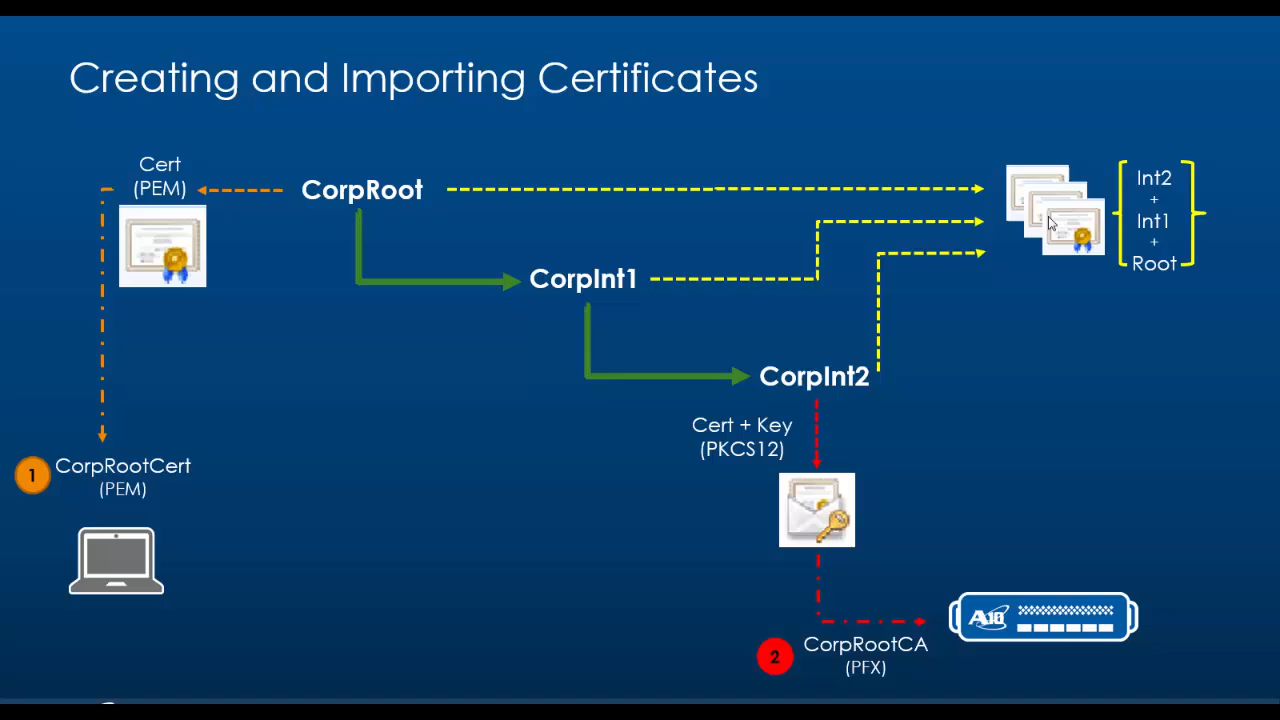 Creating and Importing Certificates
Cert
(PEM)
CorpRoot
Int2
+
Int1
+
Root
CorpInt1
CorpInt2
Cert + Key
(PKCS12)
1
CorpRootCert
(PEM)
A10
2
CorpRootCA
(PFX)